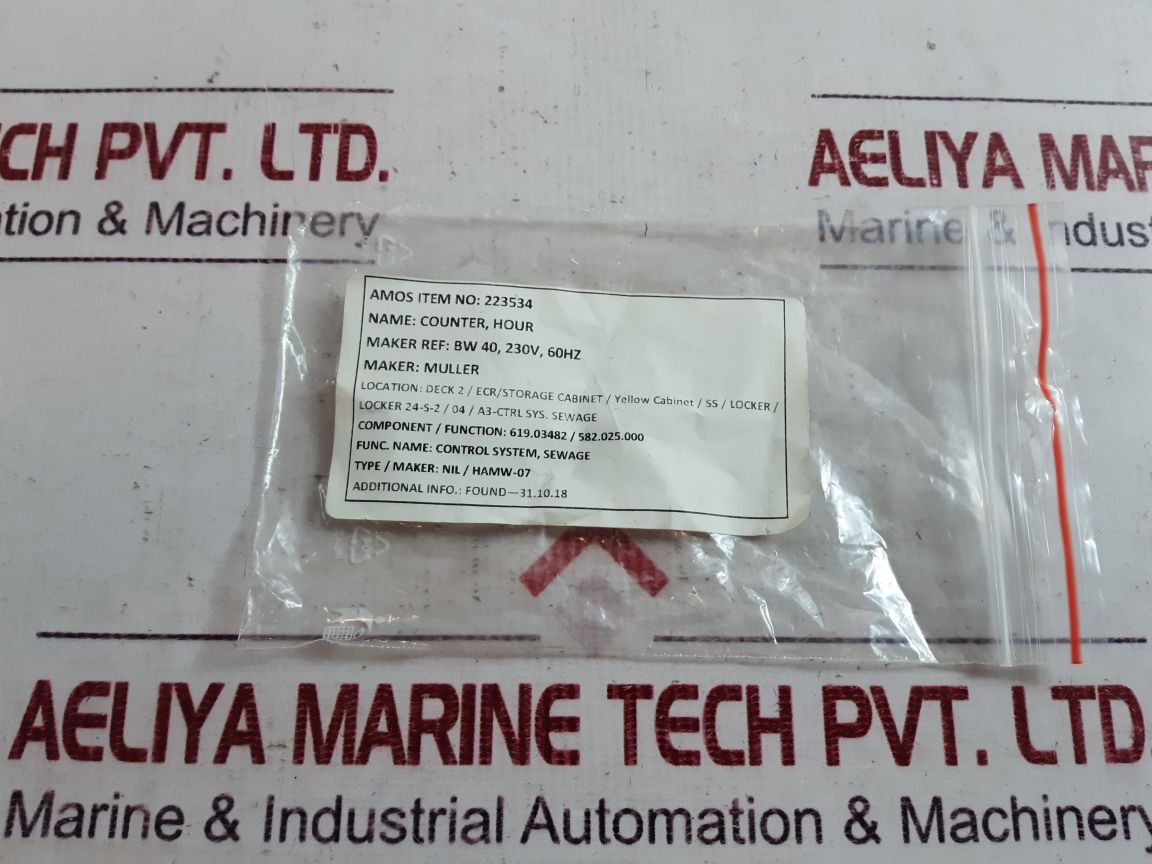 CH PVT. LTD.
ation & Machinery
AELIYA MAR
Marine & Indus
AMOS ITEM NO: 223534
NAME: COUNTER, HOUR
MAKER REF: BW 40, 230V, 60HZ
MAKER: MULLER
LOCATION: DECK 2 / ECR/STORAGE CABINET / Yellow Cabinet / SS / LOCKER /
LOCKER 24-S-2 / 04 / A3-CTRL SYS. SEWAGE
COMPONENT / FUNCTION: 619.03482 / 582.025.000
FUNC. NAME: CONTROL SYSTEM, SEWAGE
TYPE / MAKER: NIL / HAMW-07
ADDITIONAL INFO.: FOUND—31.10.18
AELIYA MARINE TECH PVT. LTD.
Marine & Industrial Automation & Machinery